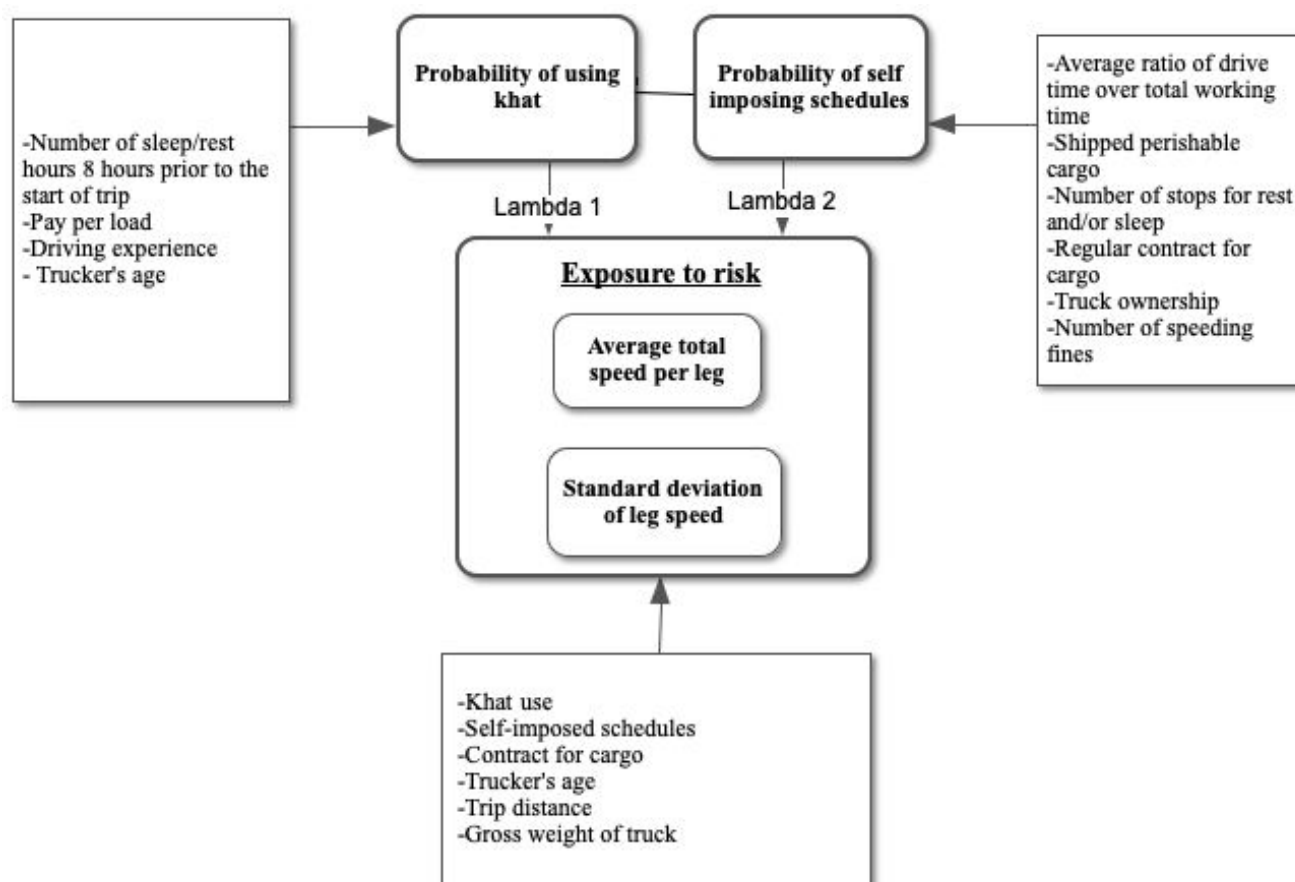 Probability of using
khat
Probability of self
imposing schedules
-Number of sleep/rest
hours 8 hours prior to the
start of trip
-Pay per load
-Driving experience
- Trucker's age
-Average ratio of drive
time over total working
time
-Shipped perishable
cargo
-Number of stops for rest
and/or sleep
-Regular contract for
cargo
-Truck ownership
-Number of speeding
fines
Lambda 1
Lambda 2
Exposure to risk
Average total
speed per leg
Standard deviation
of leg speed
-Khat use
-Self-imposed schedules
-Contract for cargo
-Trucker's age
-Trip distance
-Gross weight of truck